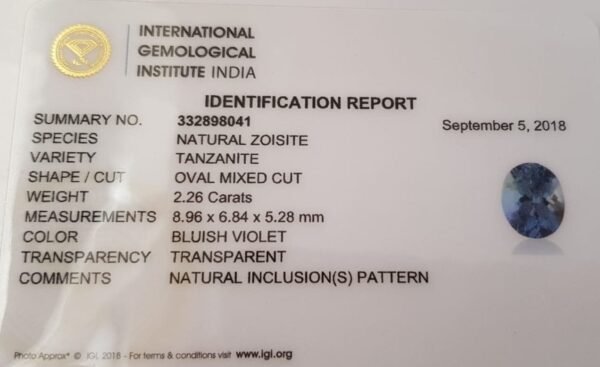 INTERNATIONAL
GEMOLOGICAL
INSTITUTE INDIA
IDENTIFICATION REPORT
SUMMARY NO. 332898041
September 5, 2018
SPECIES NATURAL ZOISITE
VARIETY TANZANITE
SHAPE / CUT OVAL MIXED CUT
WEIGHT 2.26 Carats
MEASUREMENTS 8.96 x 6.84 x 5.28 mm
COLOR BLUISH VIOLET
TRANSPARENCY TRANSPARENT
COMMENTS NATURAL INCLUSION(S) PATTERN
Photo Approx* © IGI, 2018 - For terms & conditions visit www.igi.org